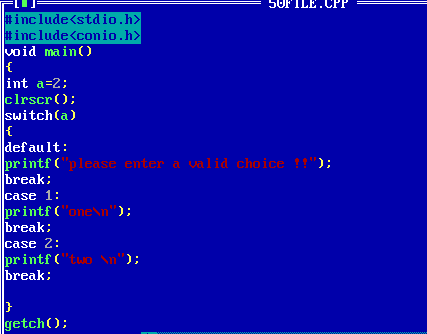 [■] 50FILE.CPP
#include<stdio.h>
#include<conio.h>
void main()
{
int a=2;
clrscr();
switch(a)
{
default:
printf("please enter a valid choice !!");
break;
case 1:
printf("one\n");
break;
case 2:
printf("two \n");
break;
}
getch();